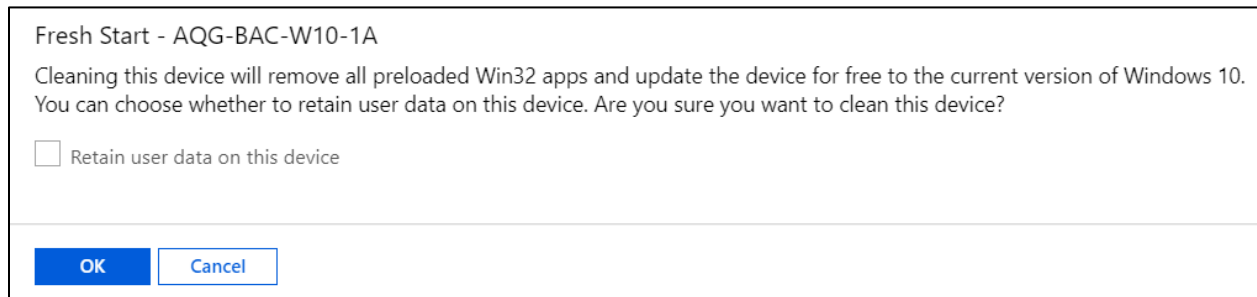 Fresh Start - AQG-BAC-W10-1A
Cleaning this device will remove all preloaded Win32 apps and update the device for free to the current version of Windows 10.
You can choose whether to retain user data on this device. Are you sure you want to clean this device?
Retain user data on this device
OK Cancel